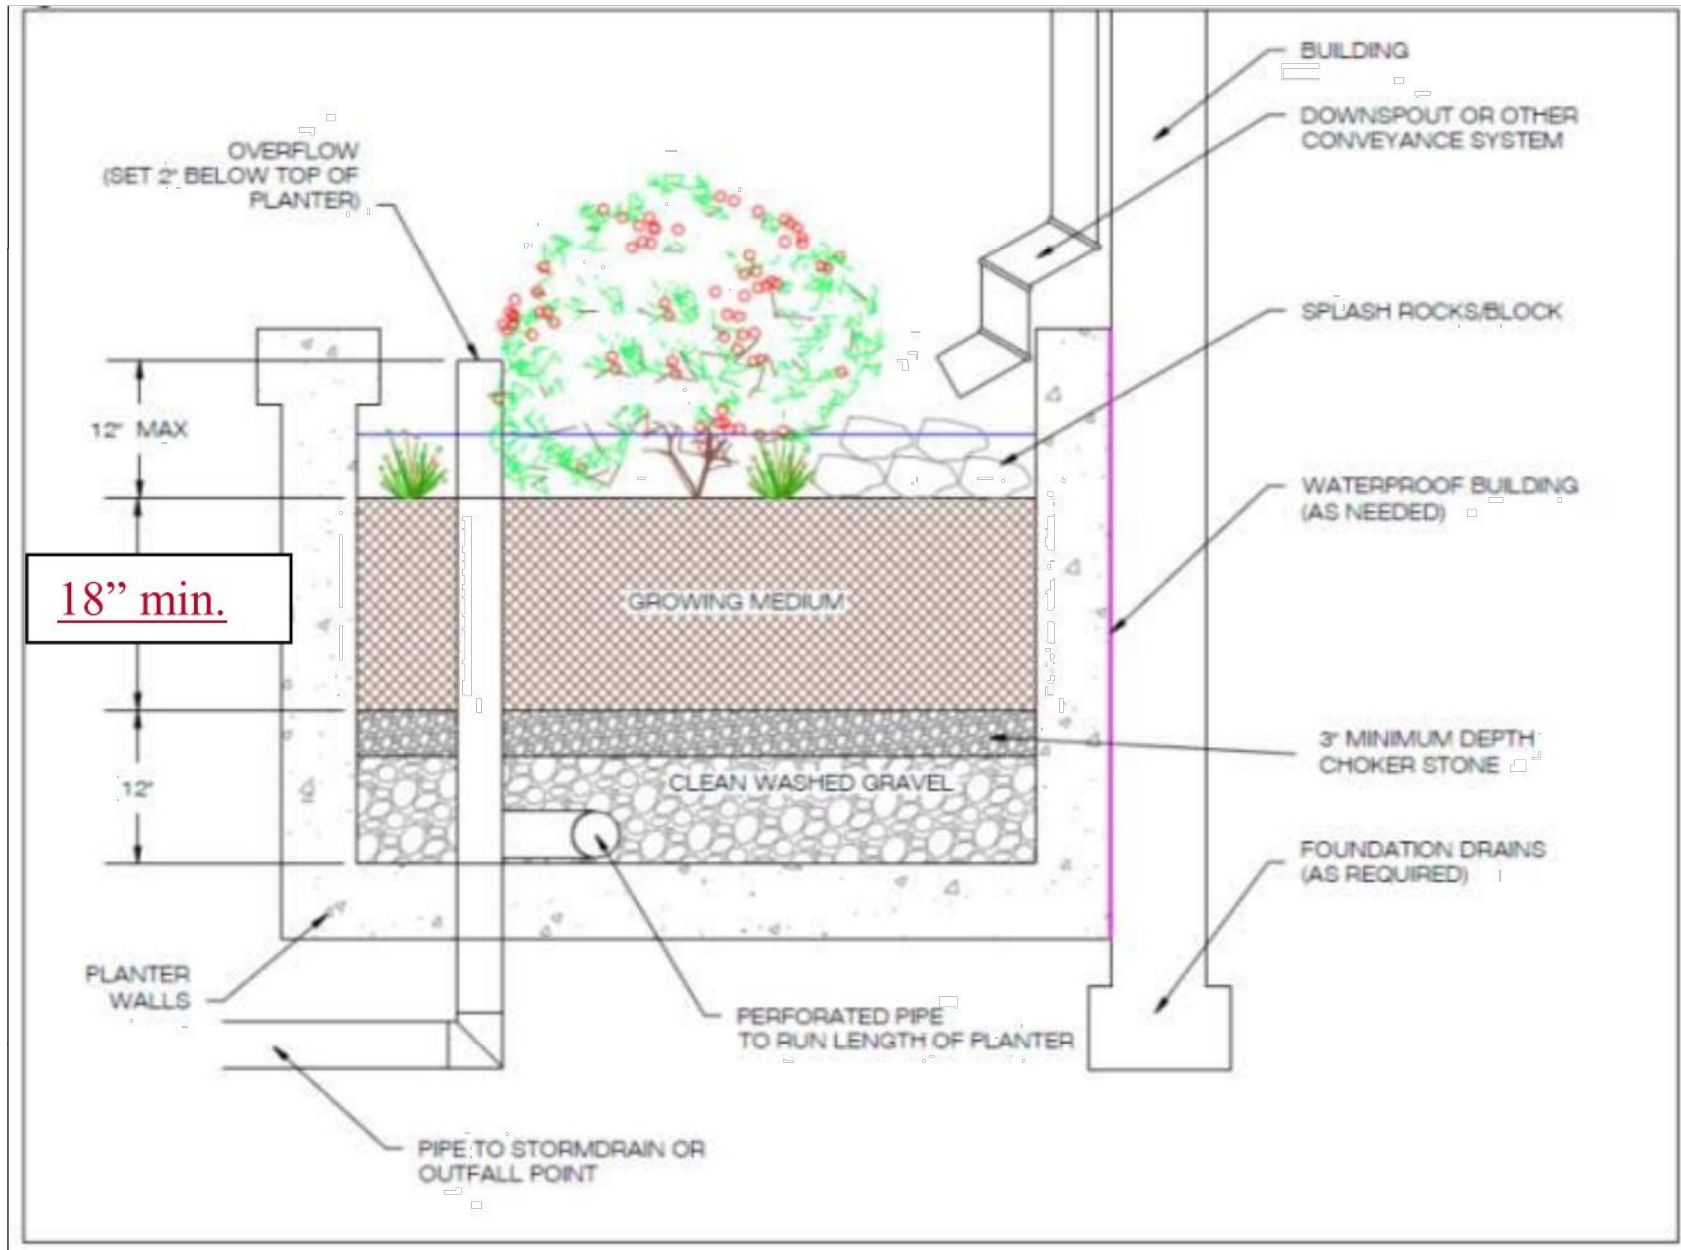 BUILDING
DOWNSPOUT OR OTHER
CONVEYANCE SYSTEM
OVERFLOW
(SET 2" BELOW TOP OF
PLANTER)
SPLASH ROCKS/BLOCK
12" MAX
WATERPROOF BUILDING
(AS NEEDED)
18” min.
GROWING MEDIUM
3" MINIMUM DEPTH
CHOKER STONE
CLEAN WASHED GRAVEL
12"
FOUNDATION DRAINS
(AS REQUIRED)
PLANTER
WALLS
PERFORATED PIPE
TO RUN LENGTH OF PLANTER
PIPE TO STORMDRAIN OR
OUTFALL POINT